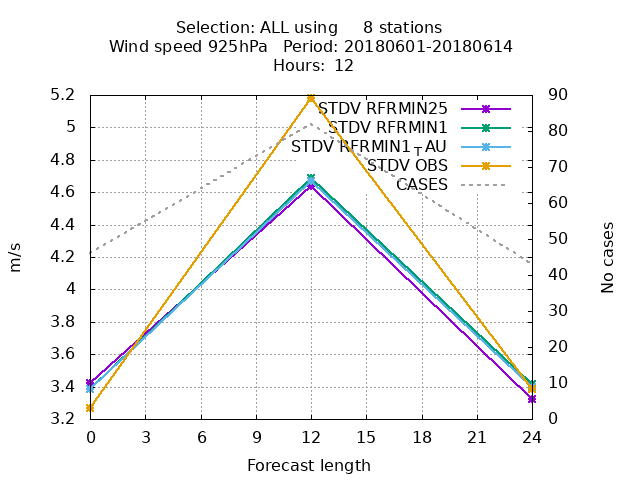 Selection: ALL using     8 stations
Wind speed 925hPa   Period: 20180601-20180614
Hours:  12
5.2
5
4.8
4.6
4.4
4.2
4
3.8
3.6
3.4
3.2
m/s
STDV RFRMIN25
STDV RFRMIN1
STDV RFRMIN1_TAU
STDV OBS
CASES
90
80
70
60
50
40
30
20
10
0
No cases
0 3 6 9 12 15 18 21 24
Forecast length